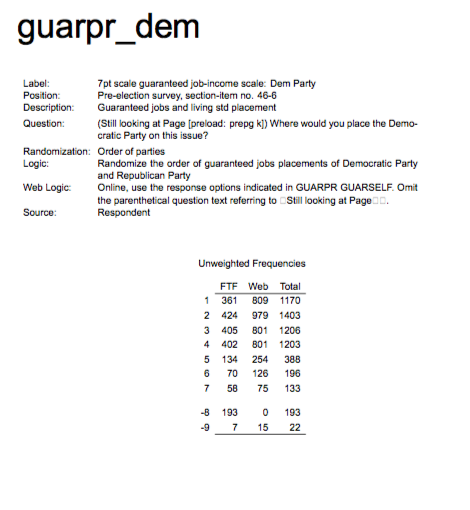 guarpr_dem
Label: 7pt scale guaranteed job-income scale: Dem Party
Position: Pre-election survey, section-item no. 46-6
Description: Guaranteed jobs and living std placement
Question: (Still looking at Page [preload: prepg k]) Where would you place the Demo-
cratic Party on this issue?
Randomization: Order of parties
Logic: Randomize the order of guaranteed jobs placements of Democratic Party
and Republican Party
Web Logic: Online, use the response options indicated in GUARPR GUARSELF. Omit
the parenthetical question text referring to □Still looking at Page□□.
Source: Respondent
Unweighted Frequencies
FTF Web Total
1 361 809 1170
2 424 979 1403
3 405 801 1206
4 402 801 1203
5 134 254 388
6 70 126 196
7 58 75 133
-8 193 0 193
-9 7 15 22